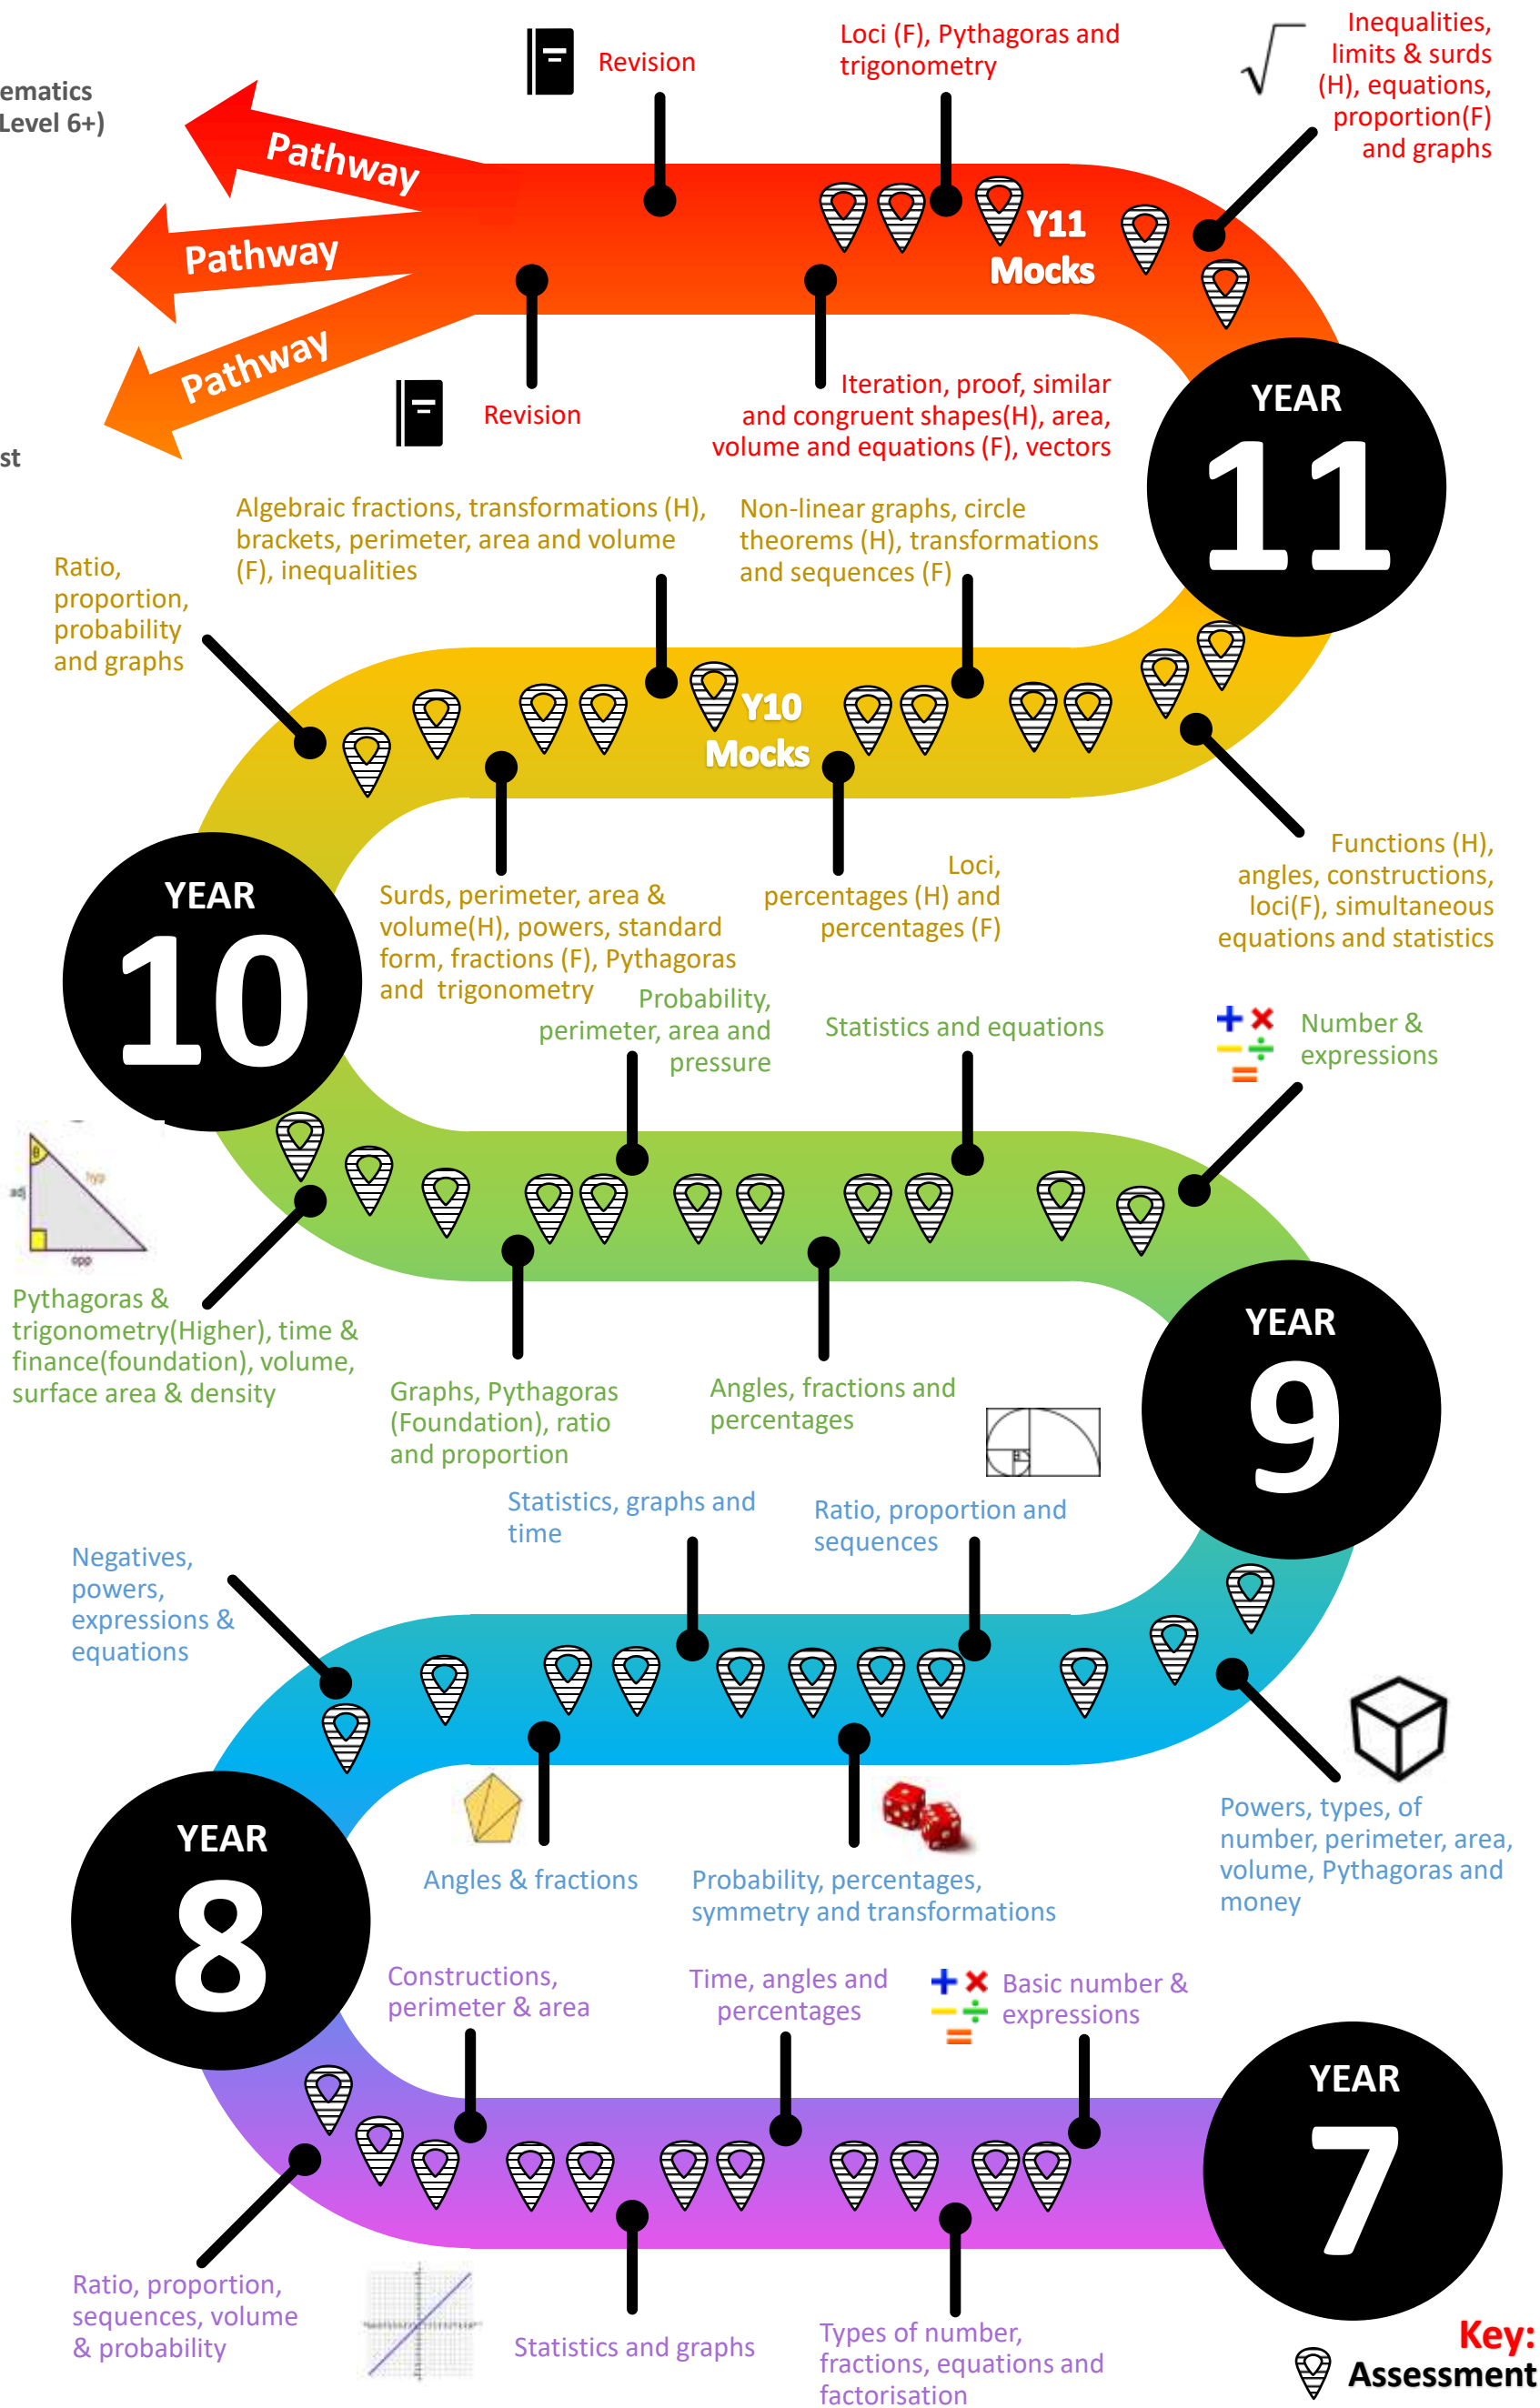 Revision
Loci (F), Pythagoras and
trigonometry
Inequalities,
limits & surds
(H), equations,
proportion(F)
and graphs
ematics
Level 6+)
Pathway
Pathway
Pathway
Y11
Mocks
st
Revision
Iteration, proof, similar
and congruent shapes(H), area,
volume and equations (F), vectors
YEAR
11
Ratio,
proportion,
probability
and graphs
Algebraic fractions, transformations (H),
brackets, perimeter, area and volume
(F), inequalities
Non-linear graphs, circle
theorems (H), transformations
and sequences (F)
Y10
Mocks
YEAR
10
Surds, perimeter, area &
volume(H), powers, standard
form, fractions (F), Pythagoras
and  trigonometry
Loci,
percentages (H) and
percentages (F)
Functions (H),
angles, constructions,
loci(F), simultaneous
equations and statistics
Probability,
perimeter, area and
pressure
Statistics and equations
Number &
expressions
θ
adj
hyp
opp
Pythagoras &
trigonometry(Higher), time &
finance(foundation), volume,
surface area & density
Graphs, Pythagoras
(Foundation), ratio
and proportion
Angles, fractions and
percentages
YEAR
9
Negatives,
powers,
expressions &
equations
Statistics, graphs and
time
Ratio, proportion and
sequences
YEAR
8
Angles & fractions
Probability, percentages,
symmetry and transformations
Powers, types, of
number, perimeter, area,
volume, Pythagoras and
money
Constructions,
perimeter & area
Time, angles and
percentages
Basic number &
expressions
YEAR
7
Ratio, proportion,
sequences, volume
& probability
Statistics and graphs
Types of number,
fractions, equations and
factorisation
Key:
Assessment